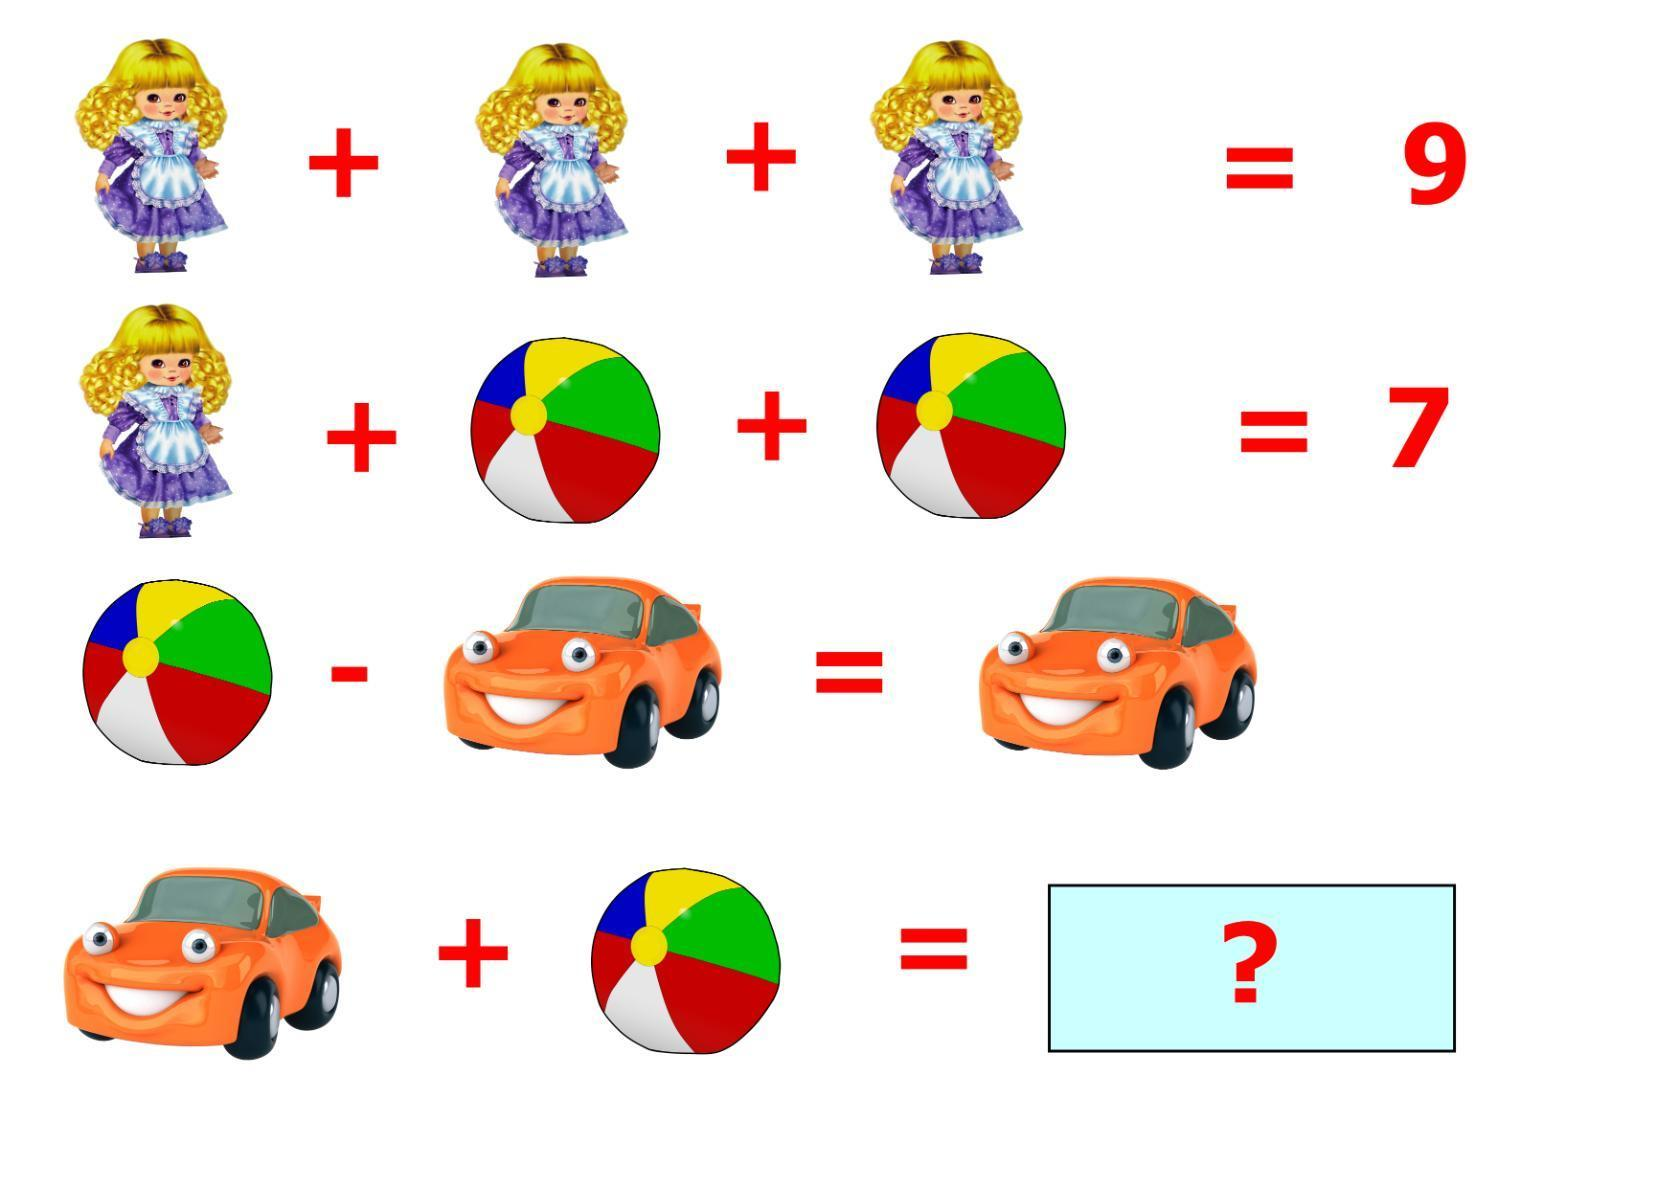 + + = 9
+ + = 7
- =
+ = ?